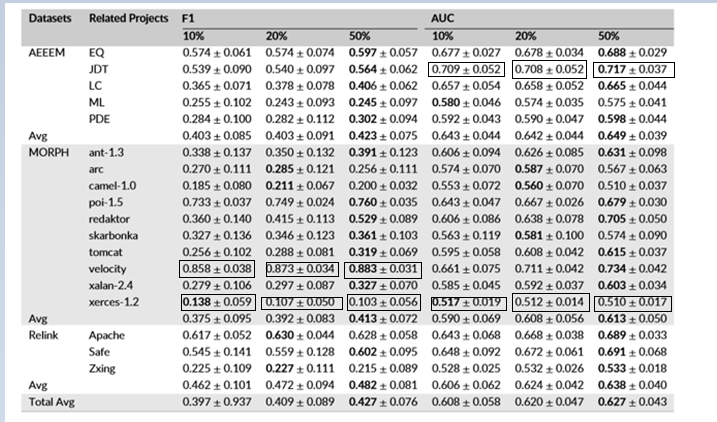 Datasets Related Projects F1 AUC
10% 20% 50% 10% 20% 50%
AEEEM EQ 0.574 ± 0.061 0.574 ± 0.074 0.597 ± 0.057 0.677 ± 0.027 0.678 ± 0.034 0.688 ± 0.029
JDT 0.539 ± 0.090 0.540 ± 0.097 0.564 ± 0.062 0.709 ± 0.052 0.708 ± 0.052 0.717 ± 0.037
LC 0.365 ± 0.071 0.378 ± 0.078 0.406 ± 0.062 0.657 ± 0.054 0.658 ± 0.052 0.665 ± 0.044
ML 0.255 ± 0.102 0.243 ± 0.093 0.245 ± 0.097 0.580 ± 0.046 0.574 ± 0.035 0.575 ± 0.041
PDE 0.284 ± 0.100 0.282 ± 0.112 0.302 ± 0.094 0.592 ± 0.043 0.590 ± 0.047 0.598 ± 0.044
Avg 0.403 ± 0.085 0.403 ± 0.091 0.423 ± 0.075 0.643 ± 0.044 0.642 ± 0.044 0.649 ± 0.039
MORPH ant-1.3 0.338 ± 0.137 0.350 ± 0.132 0.391 ± 0.123 0.606 ± 0.094 0.626 ± 0.085 0.631 ± 0.098
arc 0.270 ± 0.111 0.285 ± 0.121 0.256 ± 0.111 0.574 ± 0.070 0.587 ± 0.070 0.567 ± 0.063
camel-1.0 0.185 ± 0.080 0.211 ± 0.067 0.200 ± 0.032 0.553 ± 0.072 0.560 ± 0.070 0.510 ± 0.037
poi-1.5 0.733 ± 0.037 0.749 ± 0.024 0.760 ± 0.035 0.643 ± 0.047 0.667 ± 0.026 0.679 ± 0.030
redaktor 0.360 ± 0.140 0.415 ± 0.113 0.529 ± 0.089 0.606 ± 0.086 0.638 ± 0.078 0.705 ± 0.050
skarbonka 0.327 ± 0.136 0.346 ± 0.123 0.361 ± 0.103 0.563 ± 0.119 0.581 ± 0.100 0.574 ± 0.090
tomcat 0.256 ± 0.102 0.288 ± 0.081 0.319 ± 0.069 0.595 ± 0.058 0.608 ± 0.042 0.615 ± 0.037
velocity 0.858 ± 0.038 0.873 ± 0.034 0.883 ± 0.031 0.661 ± 0.075 0.711 ± 0.042 0.734 ± 0.042
xalan-2.4 0.279 ± 0.106 0.297 ± 0.087 0.327 ± 0.070 0.585 ± 0.045 0.592 ± 0.037 0.603 ± 0.034
xerces-1.2 0.138 ± 0.059 0.107 ± 0.050 0.103 ± 0.056 0.517 ± 0.019 0.512 ± 0.014 0.510 ± 0.017
Avg 0.375 ± 0.095 0.392 ± 0.083 0.413 ± 0.072 0.590 ± 0.069 0.608 ± 0.056 0.613 ± 0.050
Relink Apache 0.617 ± 0.052 0.630 ± 0.044 0.628 ± 0.058 0.643 ± 0.068 0.668 ± 0.038 0.689 ± 0.033
Safe 0.545 ± 0.141 0.559 ± 0.128 0.602 ± 0.095 0.648 ± 0.092 0.672 ± 0.061 0.691 ± 0.068
Zxing 0.225 ± 0.109 0.227 ± 0.111 0.215 ± 0.089 0.528 ± 0.025 0.532 ± 0.026 0.533 ± 0.018
Avg 0.462 ± 0.101 0.472 ± 0.094 0.482 ± 0.081 0.606 ± 0.062 0.624 ± 0.042 0.638 ± 0.040
Total Avg 0.397 ± 0.937 0.409 ± 0.089 0.427 ± 0.076 0.608 ± 0.058 0.620 ± 0.047 0.627 ± 0.043